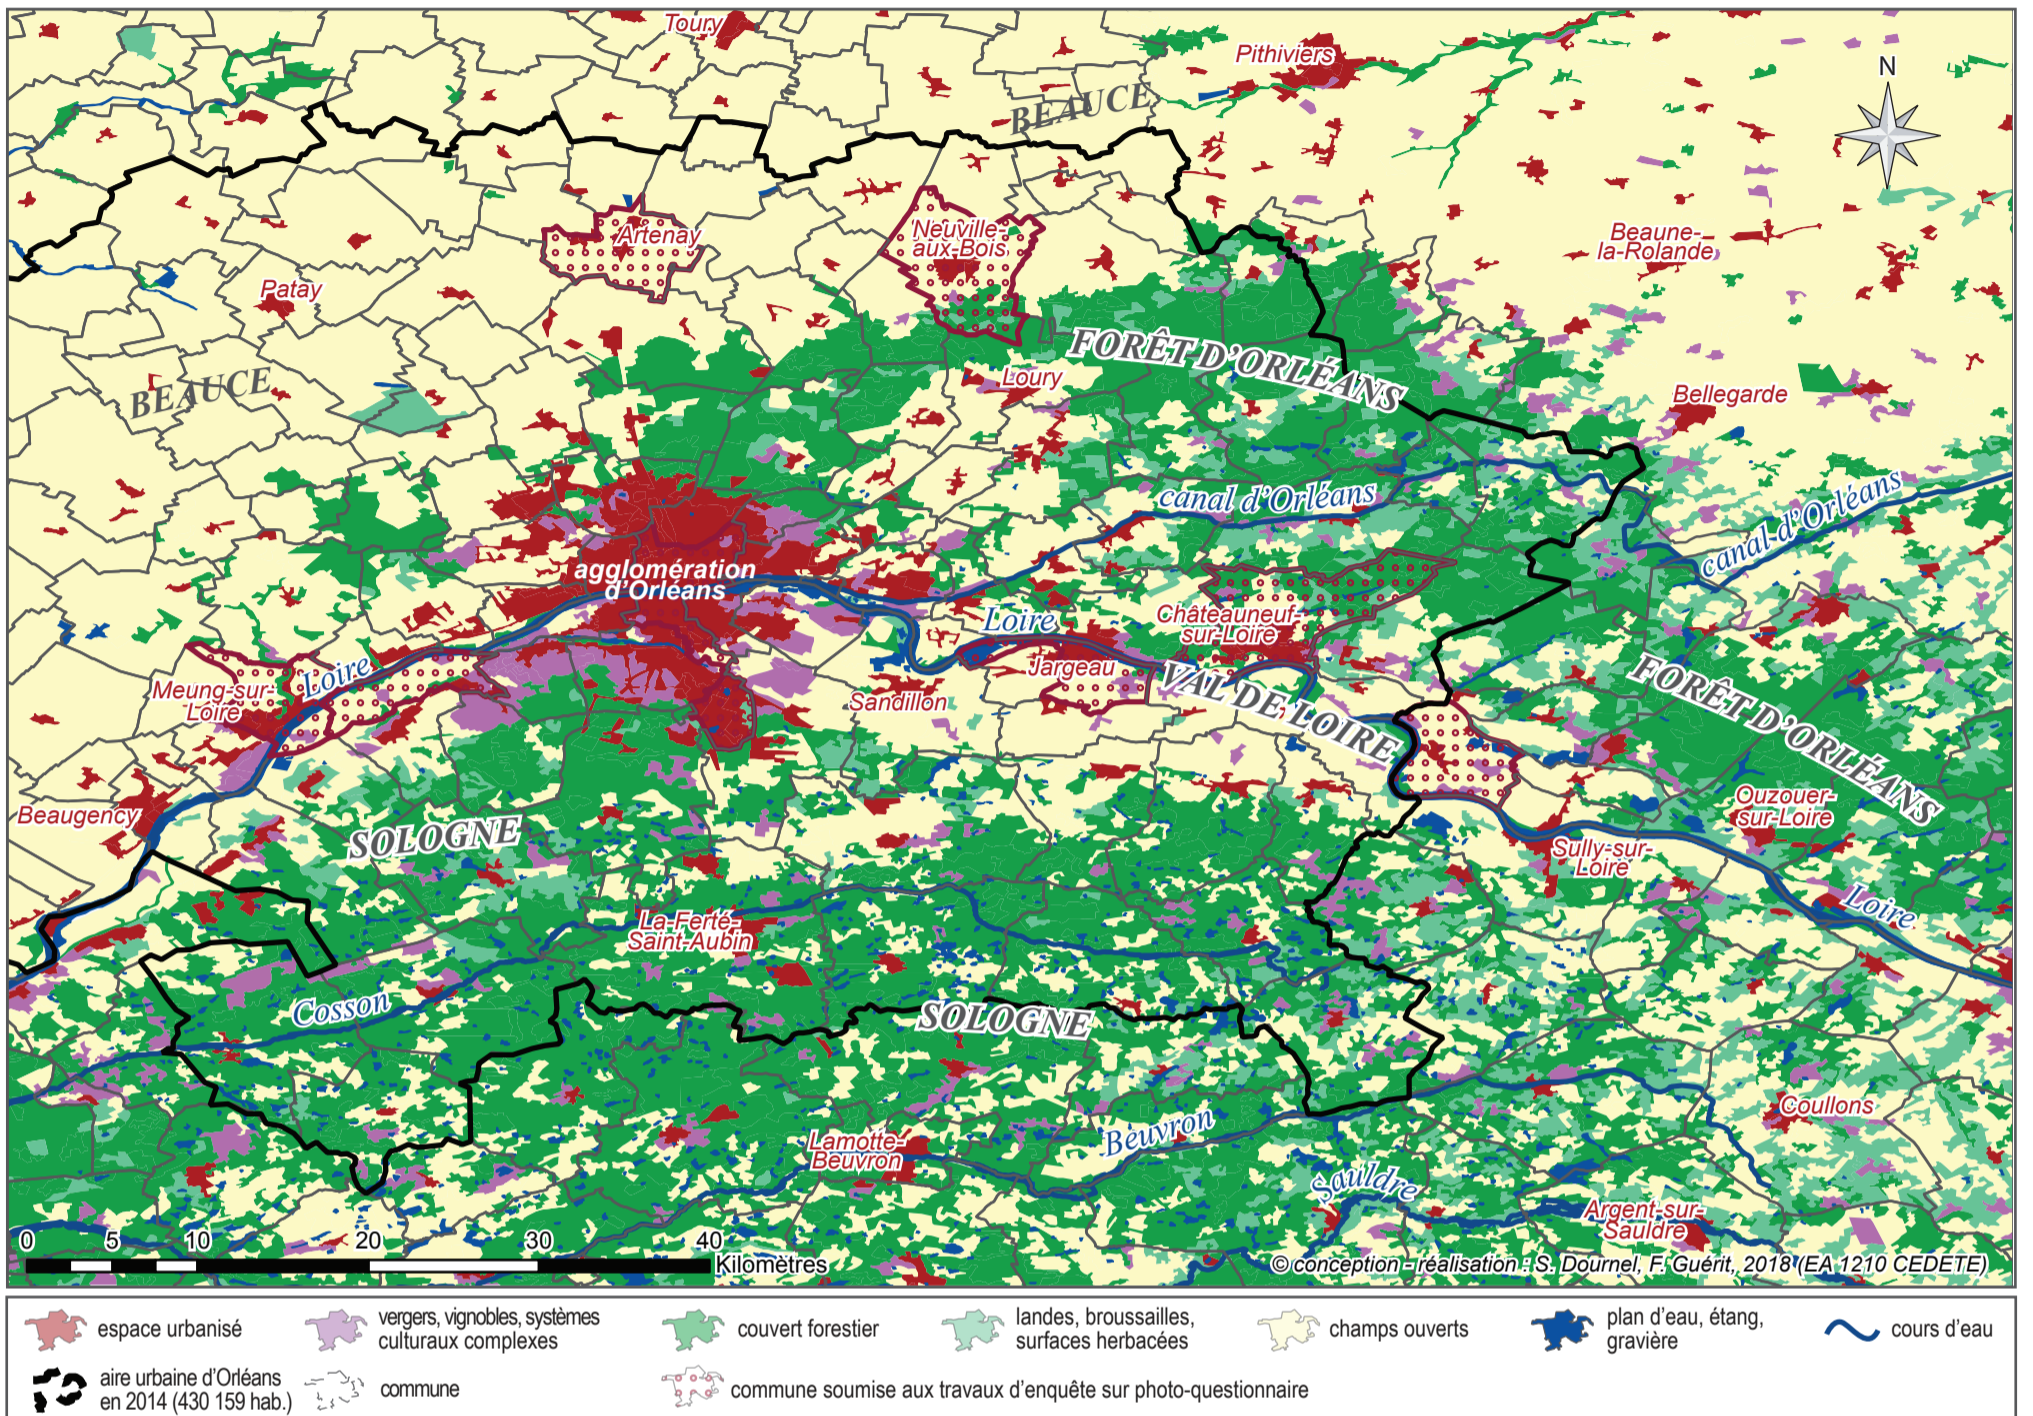 Toury
Pithiviers
N
BEAUCE
Artenay
Neuville-
aux-Bois
Beaune-
la-Rolande
Patay
FORÊT D'ORLÉANS
Loury
BEAUCE
Bellegarde
canal d'Orléans
canal d'Orléans
agglomération
d'Orléans
Loire
Châteauneuf-
sur-Loire
Jargeau
Loire
Meung-sur-
Loire
Sandillon
VAL DE LOIRE
FORÊT D'ORLÉANS
Beaugency
SOLOGNE
Ouzouer-
sur-Loire
Sully-sur-
Loire
Loire
La-Ferté-
Saint-Aubin
Cosson
SOLOGNE
Coullons
Lamotte-
Beuvron
Beuvron
Sauldre
Argent-sur-
Sauldre
0 5 10 20 30 40
Kilomètres
© conception - réalisation : S. Dournel, F. Guérit, 2018 (EA 1210 CEDETE)
espace urbanisé
vergers, vignobles, systèmes
culturaux complexes
couvert forestier
landes, broussailles,
surfaces herbacées
champs ouverts
plan d'eau, étang,
gravière
cours d'eau
aire urbaine d'Orléans
en 2014 (430 159 hab.)
commune
commune soumise aux travaux d'enquête sur photo-questionnaire